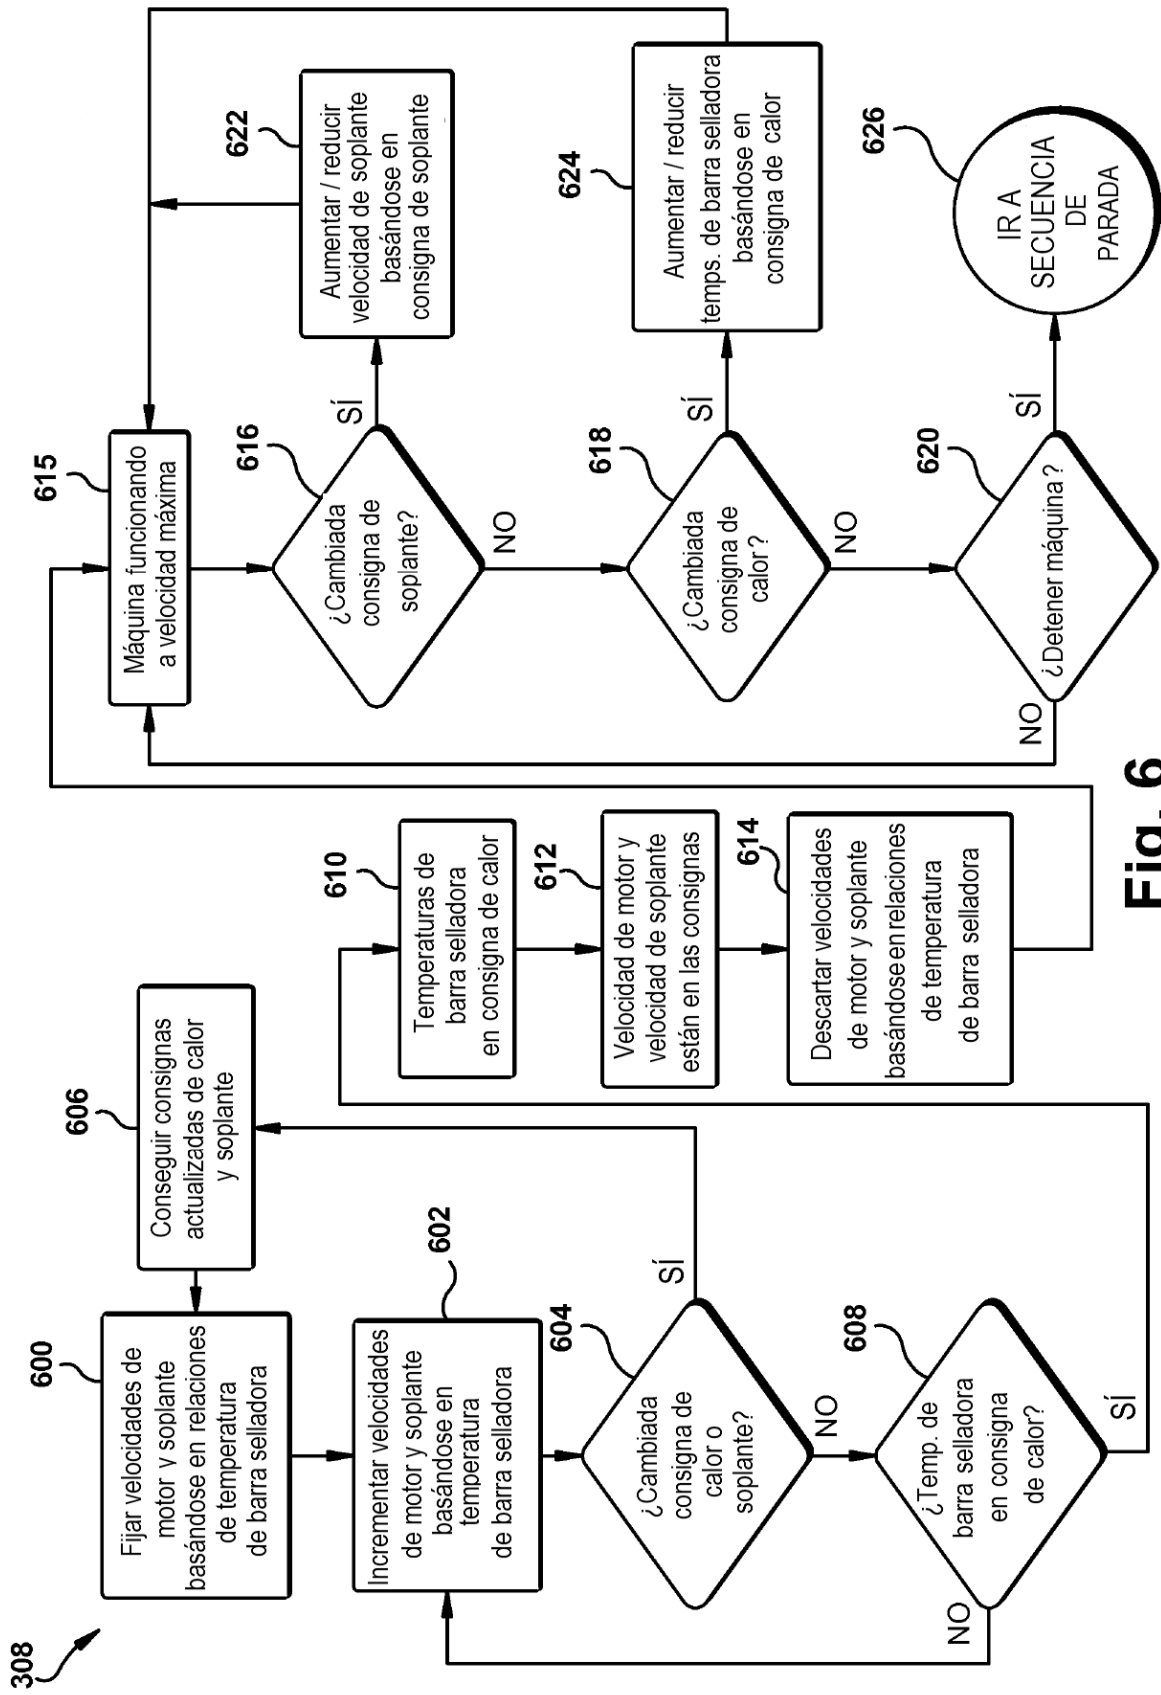 308
600
Fijar velocidades de
motor y soplante
basándose en relaciones
de temperatura
de barra selladora
606
Conseguir consignas
actualizadas de calor
y soplante
602
Incrementar velocidades
de motor y soplante
basándose en
temperatura
de barra selladora
604
¿Cambiada
consigna de
calor o
soplante?
SÍ
NO
608
¿Temp. de
barra selladora
en consigna
de calor?
NO
SÍ
610
Temperaturas de
barra selladora
en consigna de calor
612
Velocidad de motor y
velocidad de soplante
están en las consignas
614
Descartar velocidades
de motor y soplante
basándose en relaciones
de temperatura
de barra selladora
615
Máquina funcionando
a velocidad máxima
616
¿Cambiada
consigna de
soplante?
SÍ
NO
622
Aumentar / reducir
velocidad de soplante
basándose en
consigna de soplante
618
¿Cambiada
consigna de
calor?
SÍ
NO
624
Aumentar / reducir
temps. de barra selladora
basándose en
consigna de calor
620
¿Detener máquina?
NO
SÍ
626
IR A
SECUENCIA
DE
PARADA
Fig. 6